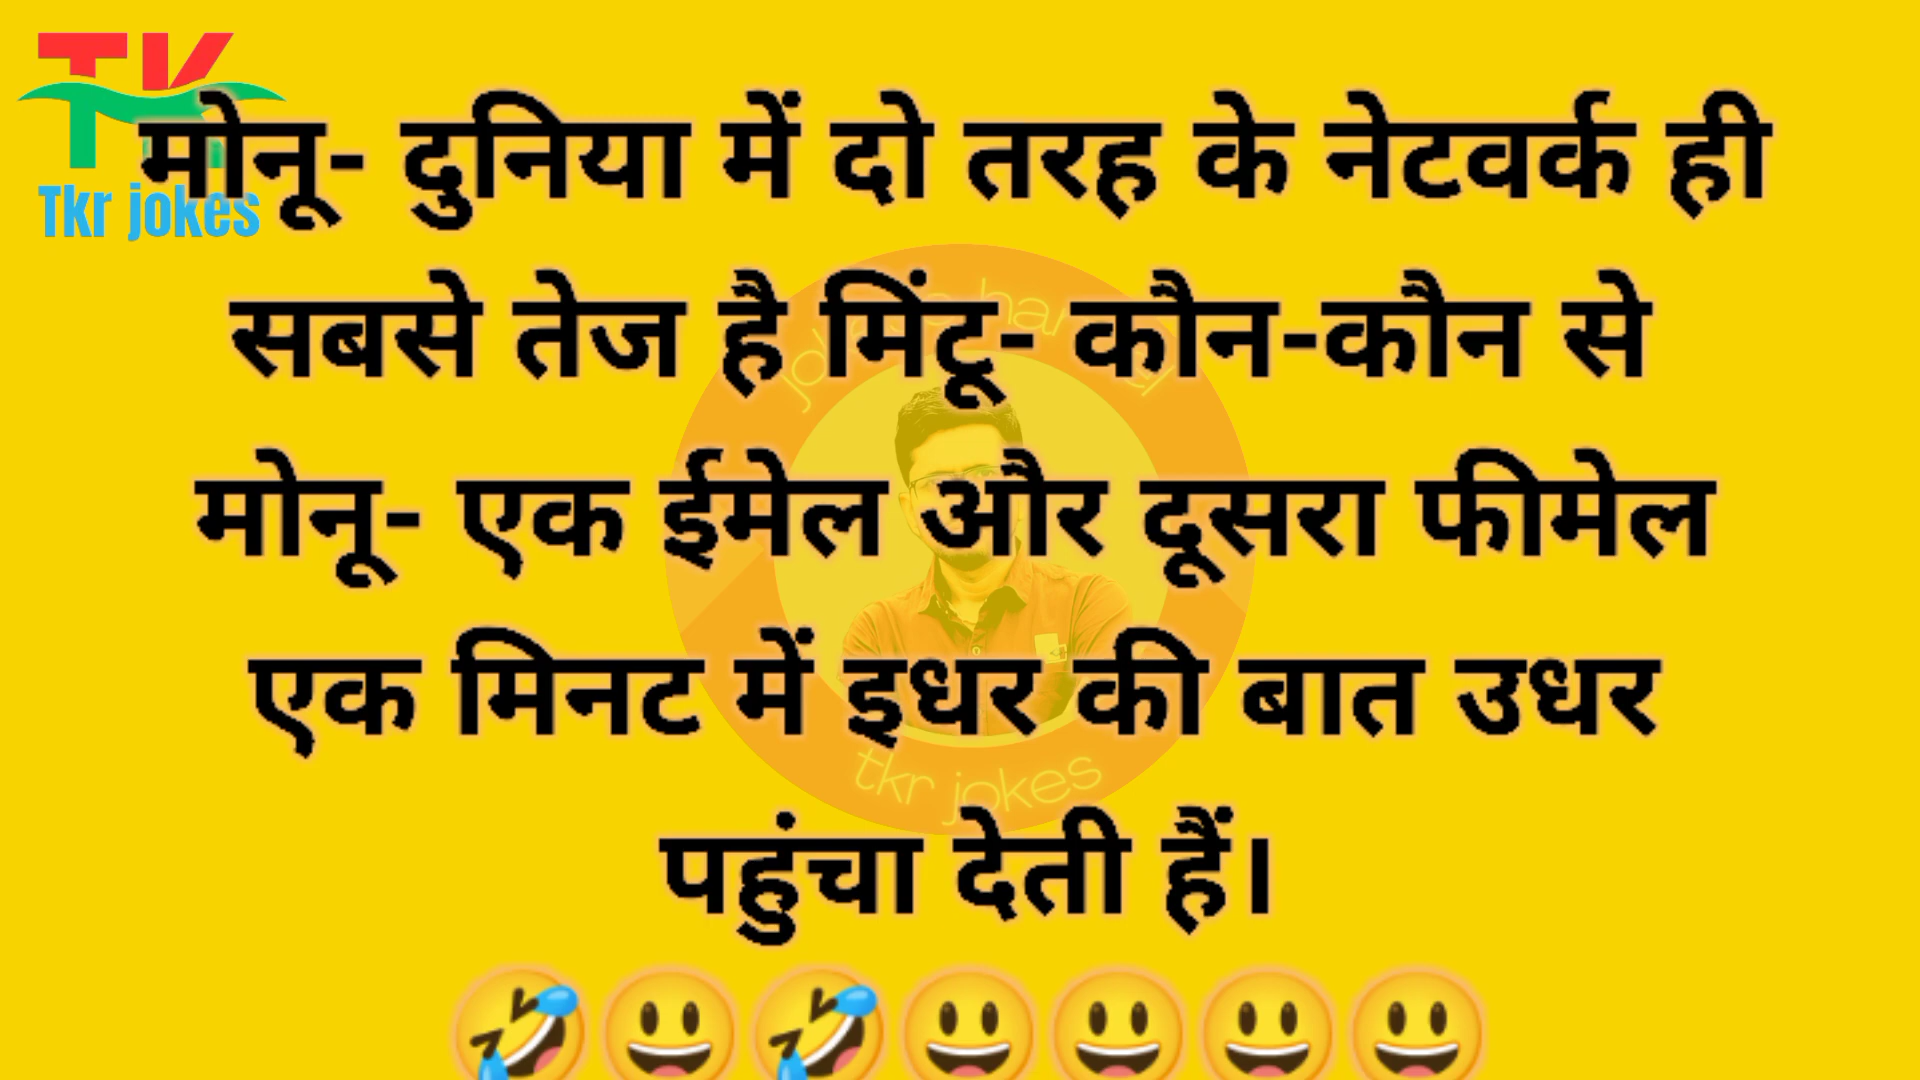 TK
T
Tkr jokes
मोनू- दुनिया में दो तरह के नेटवर्क ही
सबसे तेज है मिंटू- कौन-कौन से
मोनू- एक ईमेल और दूसरा फीमेल
एक मिनट में इधर की बात उधर
पहुंचा देती हैं।
tkr jokes